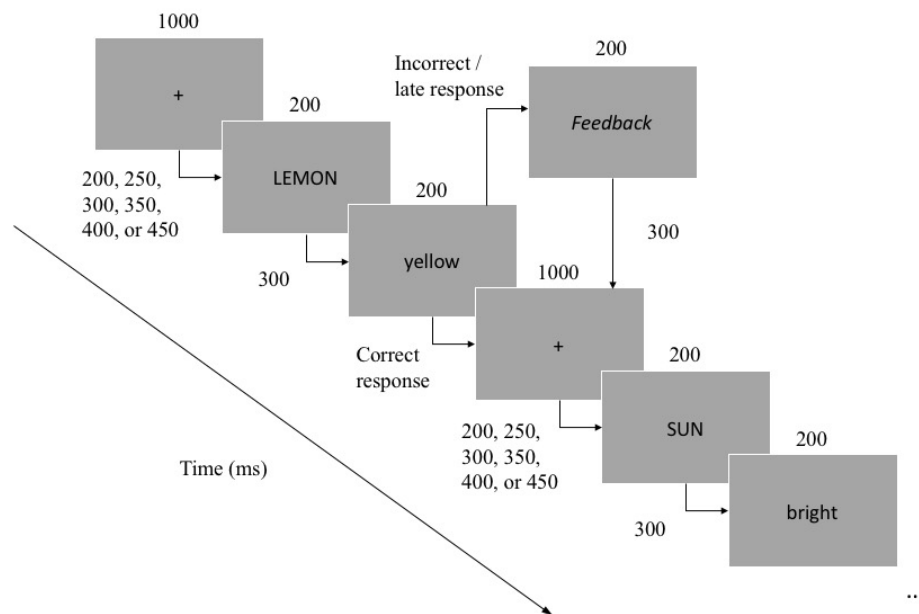 1000
+
200, 250,
300, 350,
400, or 450
200
LEMON
300
200
yellow
Incorrect /
late response
200
Feedback
300
Correct
response
1000
+
200, 250,
300, 350,
400, or 450
200
SUN
300
200
bright
Time (ms)
..